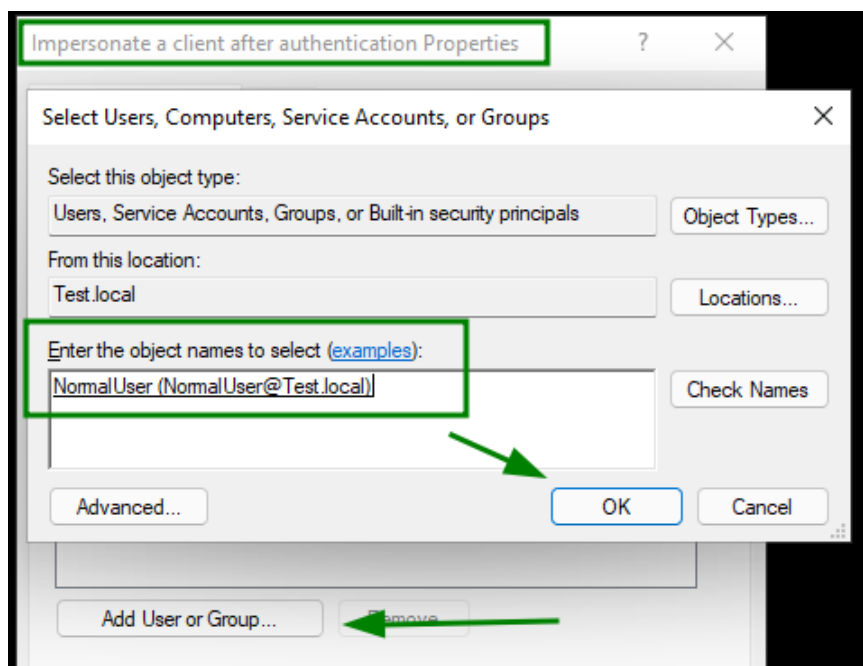 Impersonate a client after authentication Properties ?
Select Users, Computers, Service Accounts, or Groups
Select this object type:
Users, Service Accounts, Groups, or Built-in security principals
Object Types...
From this location:
Test.local
Locations...
Enter the object names to select (examples):
NormalUser (NormalUser@Test.local)
Check Names
Advanced...
OK
Cancel
Add User or Group...
Remove